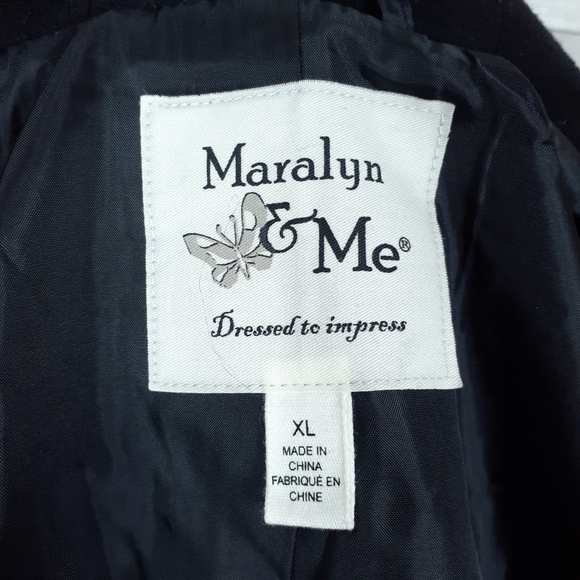 Maralyn
& Me®
Dressed to impress
XL
MADE IN
CHINA
FABRIQUÉ EN
CHINE